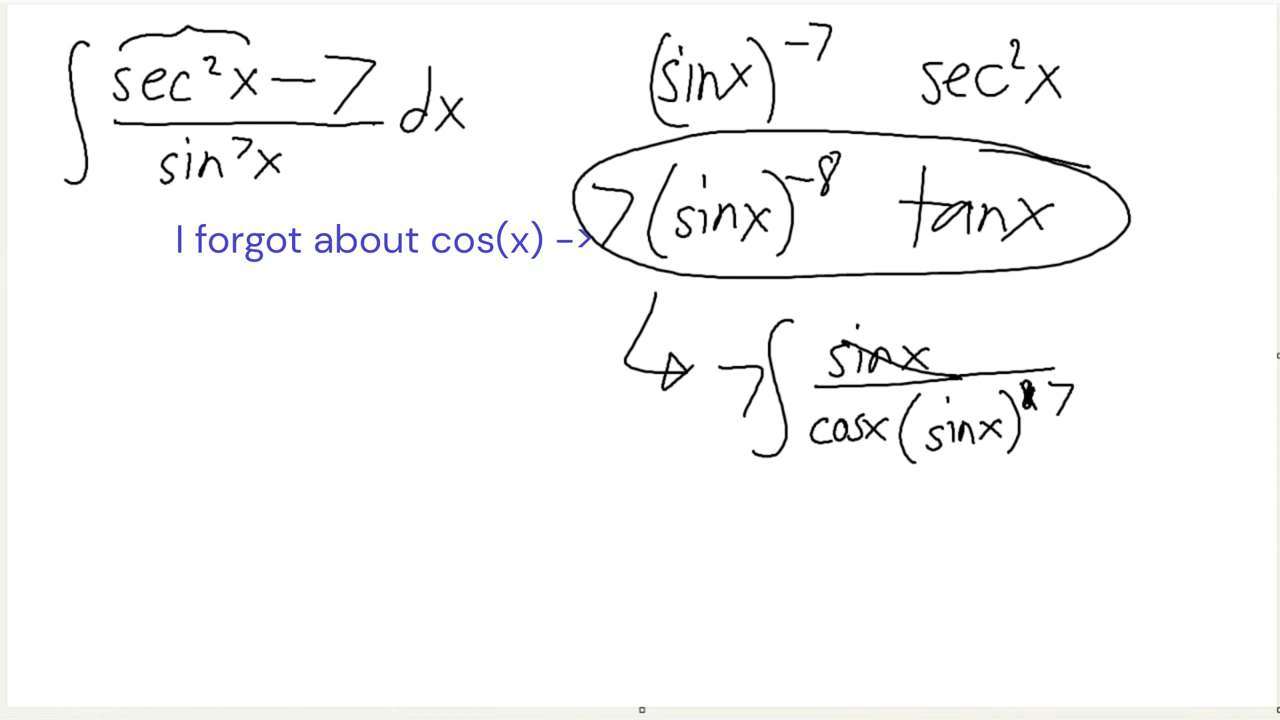 ∫ (sec²x − 7)/(sin⁷x) dx
(sinx)⁻⁷ sec²x
7(sinx)⁻⁸ tanx
I forgot about cos(x) ->
7∫ sinx/(cosx(sinx)⁸ ⁷)